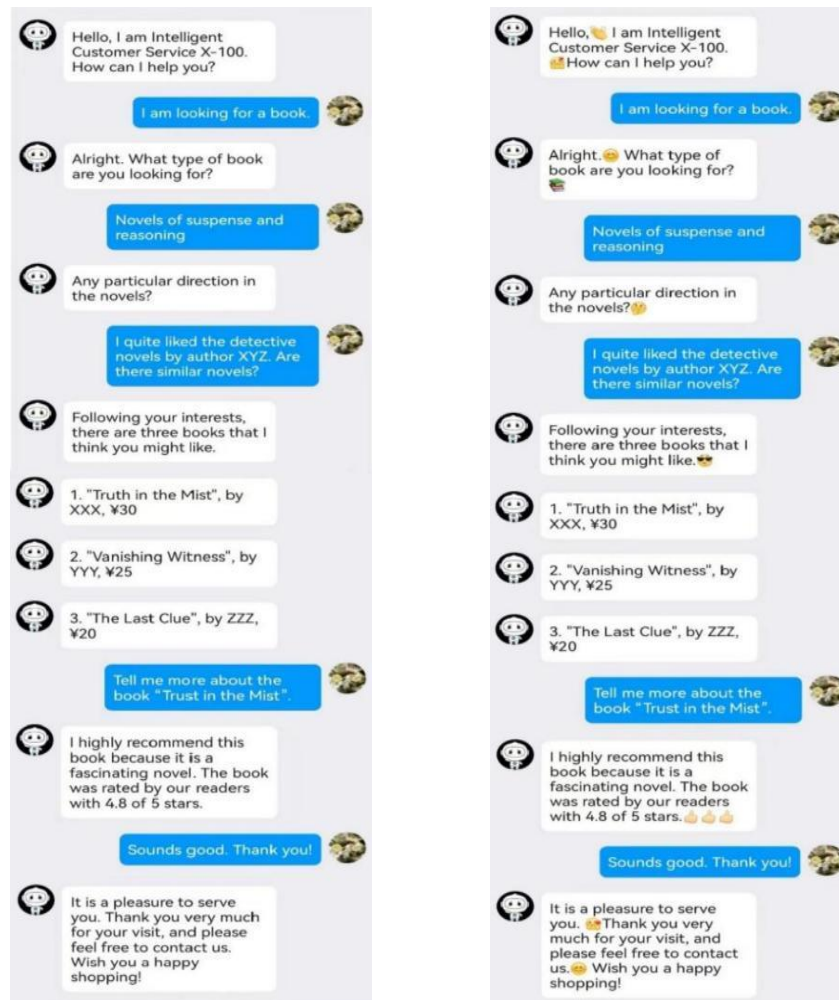 Hello, I am Intelligent
Customer Service X-100.
How can I help you?
I am looking for a book.
Alright. What type of book
are you looking for?
Novels of suspense and
reasoning
Any particular direction in
the novels?
I quite liked the detective
novels by author XYZ. Are
there similar novels?
Following your interests,
there are three books that I
think you might like.
1. "Truth in the Mist", by
XXX, ¥30
2. "Vanishing Witness", by
YYY, ¥25
3. "The Last Clue", by ZZZ,
¥20
Tell me more about the
book “Trust in the Mist”.
I highly recommend this
book because it is a
fascinating novel. The book
was rated by our readers
with 4.8 of 5 stars.
Sounds good. Thank you!
It is a pleasure to serve
you. Thank you very much
for your visit, and please
feel free to contact us.
Wish you a happy
shopping!
Hello,👏 I am Intelligent
Customer Service X-100.
🥰How can I help you?
I am looking for a book.
Alright.😊 What type of
book are you looking for?
📚
Novels of suspense and
reasoning
Any particular direction in
the novels?🤔
I quite liked the detective
novels by author XYZ. Are
there similar novels?
Following your interests,
there are three books that I
think you might like.😎
1. "Truth in the Mist", by
XXX, ¥30
2. "Vanishing Witness", by
YYY, ¥25
3. "The Last Clue", by ZZZ,
¥20
Tell me more about the
book “Trust in the Mist”.
I highly recommend this
book because it is a
fascinating novel. The book
was rated by our readers
with 4.8 of 5 stars.👍🏻👍🏻👍🏻
Sounds good. Thank you!
It is a pleasure to serve
you. 🥰Thank you very
much for your visit, and
please feel free to contact
us.😊 Wish you a happy
shopping!